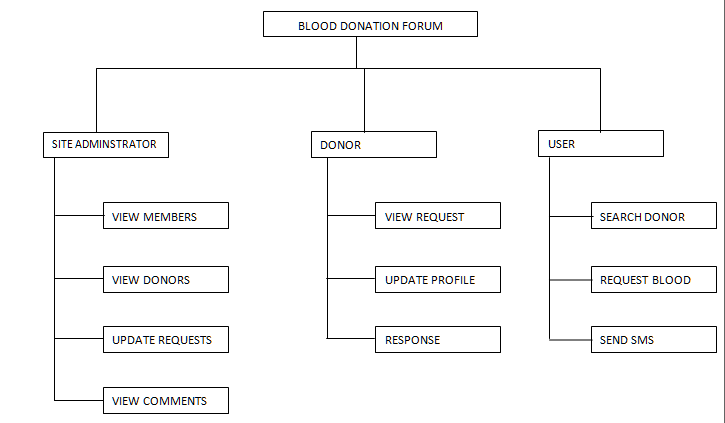 BLOOD DONATION FORUM
SITE ADMINSTRATOR
VIEW MEMBERS
VIEW DONORS
UPDATE REQUESTS
VIEW COMMENTS
DONOR
VIEW REQUEST
UPDATE PROFILE
RESPONSE
USER
SEARCH DONOR
REQUEST BLOOD
SEND SMS